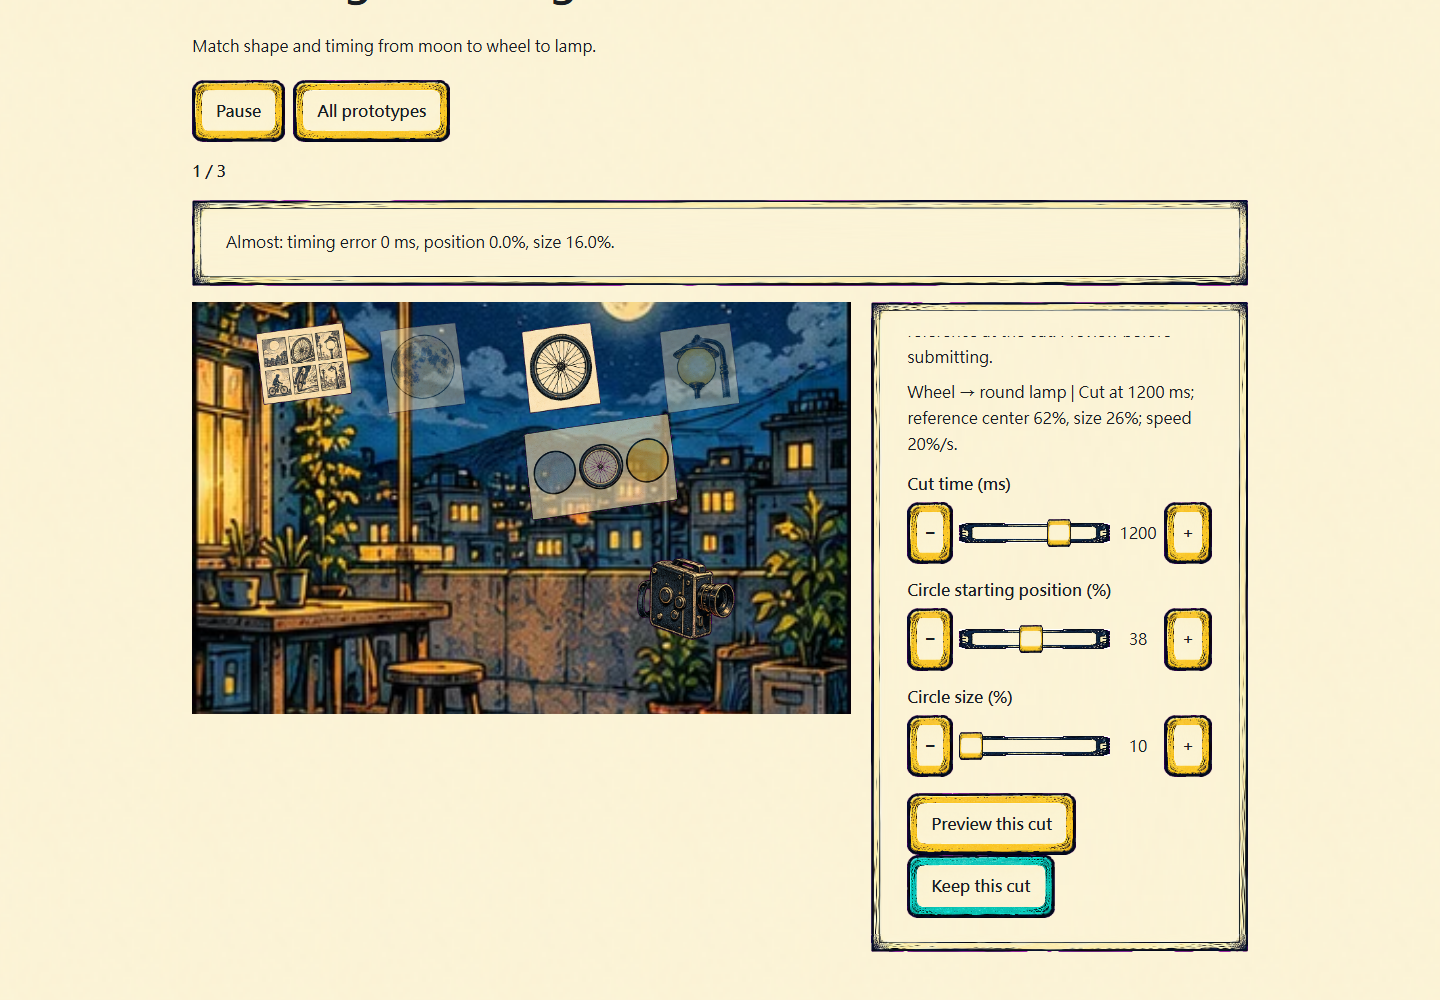 Match shape and timing from moon to wheel to lamp.
Pause
All prototypes
1 / 3
Almost: timing error 0 ms, position 0.0%, size 16.0%.
submitting.
Wheel → round lamp | Cut at 1200 ms;
reference center 62%, size 26%; speed
20%/s.
Cut time (ms)
− 1200 +
Circle starting position (%)
− 38 +
Circle size (%)
− 10 +
Preview this cut
Keep this cut